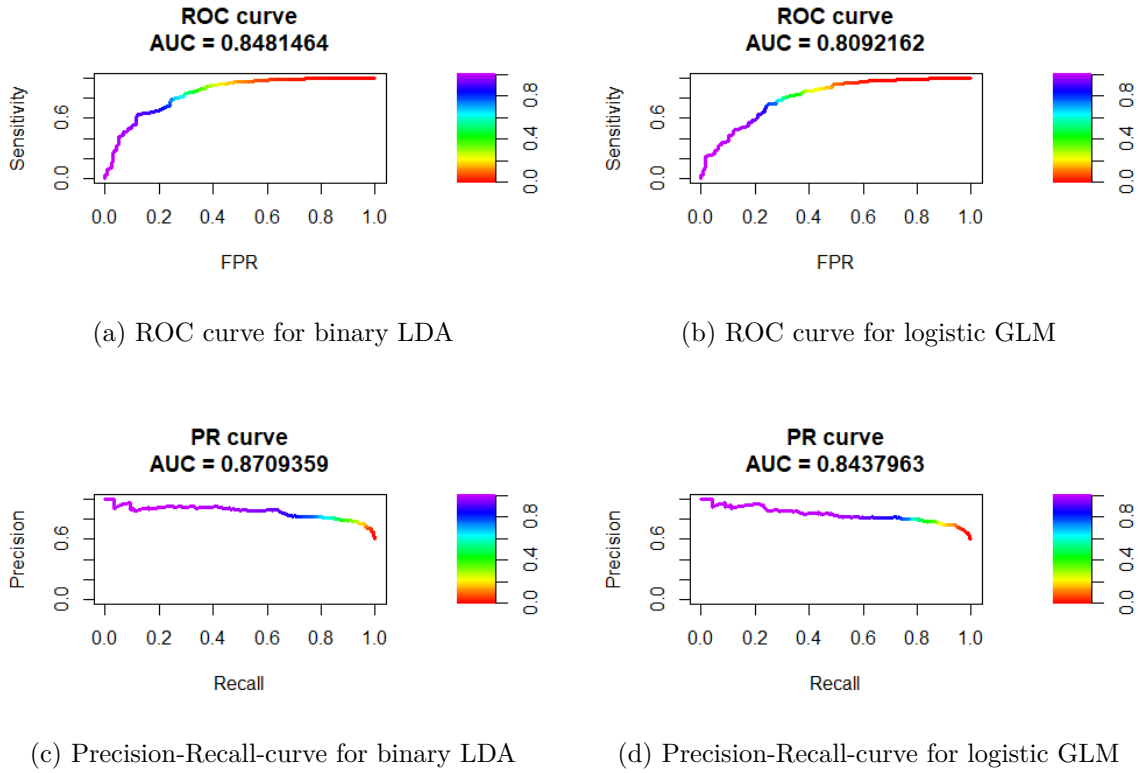 ROC curve
AUC = 0.8481464
Sensitivity
0.0 0.6
0.0 0.2 0.4 0.6 0.8 1.0
FPR
0.0 0.4 0.8
(a) ROC curve for binary LDA
ROC curve
AUC = 0.8092162
Sensitivity
0.0 0.6
0.0 0.2 0.4 0.6 0.8 1.0
FPR
0.0 0.4 0.8
(b) ROC curve for logistic GLM
PR curve
AUC = 0.8709359
Precision
0.0 0.6
0.0 0.2 0.4 0.6 0.8 1.0
Recall
0.0 0.4 0.8
(c) Precision-Recall-curve for binary LDA
PR curve
AUC = 0.8437963
Precision
0.0 0.6
0.0 0.2 0.4 0.6 0.8 1.0
Recall
0.0 0.4 0.8
(d) Precision-Recall-curve for logistic GLM